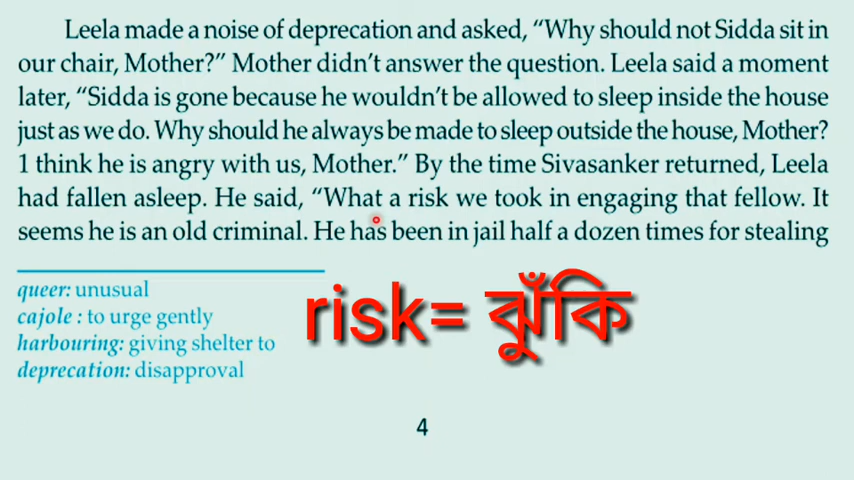 Leela made a noise of deprecation and asked, “Why should not Sidda sit in
our chair, Mother?” Mother didn’t answer the question. Leela said a moment
later, “Sidda is gone because he wouldn’t be allowed to sleep inside the house
just as we do. Why should he always be made to sleep outside the house, Mother?
1 think he is angry with us, Mother.” By the time Sivasanker returned, Leela
had fallen asleep. He said, “What a risk we took in engaging that fellow. It
seems he is an old criminal. He has been in jail half a dozen times for stealing
queer: unusual
cajole : to urge gently
harbouring: giving shelter to
deprecation: disapproval
risk= ঝুঁকি
4